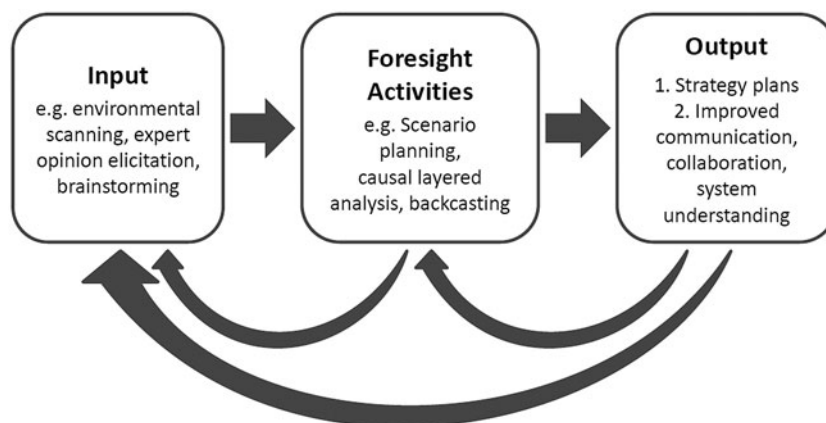 Input
e.g. environmental
scanning, expert
opinion elicitation,
brainstorming
Foresight
Activities
e.g. Scenario
planning,
causal layered
analysis, backcasting
Output
1. Strategy plans
2. Improved
communication,
collaboration,
system
understanding